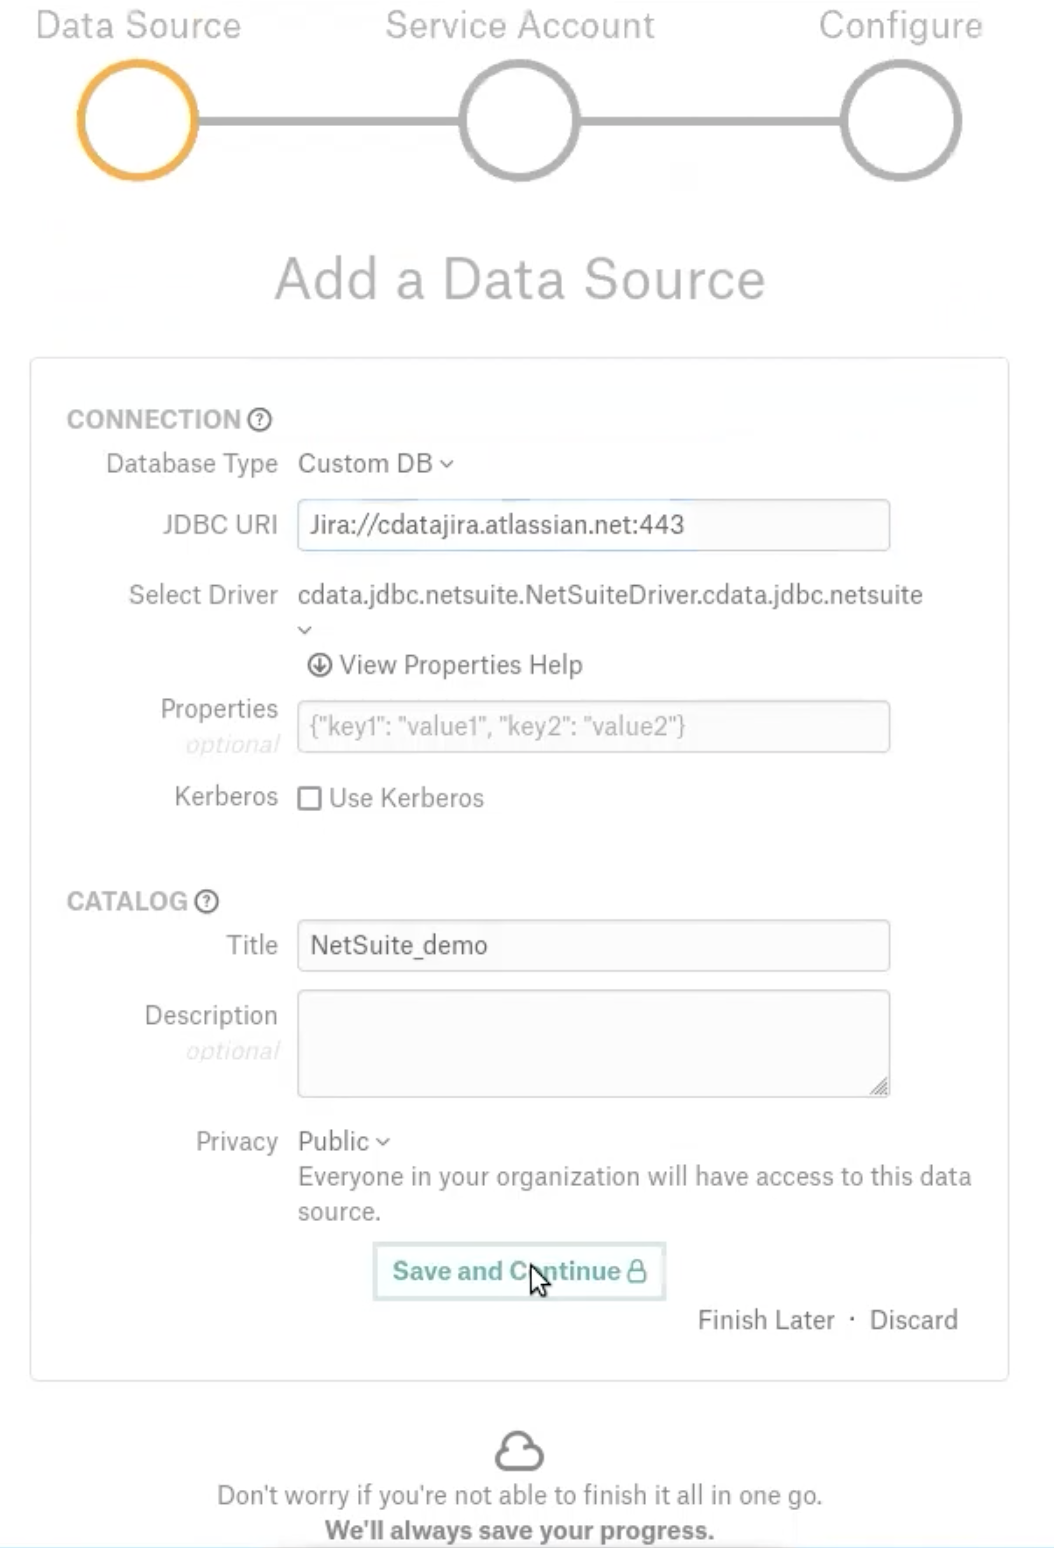 Data Source Service Account Configure
Add a Data Source
CONNECTION ?
Database Type Custom DB
JDBC URI Jira://cdatajira.atlassian.net:443
Select Driver cdata.jdbc.netsuite.NetSuiteDriver.cdata.jdbc.netsuite
View Properties Help
Properties {"key1": "value1", "key2": "value2"}
optional
Kerberos Use Kerberos
CATALOG ?
Title NetSuite_demo
Description
optional
Privacy Public
Everyone in your organization will have access to this data
source.
Save and Continue
Finish Later · Discard
Don't worry if you're not able to finish it all in one go.
We'll always save your progress.